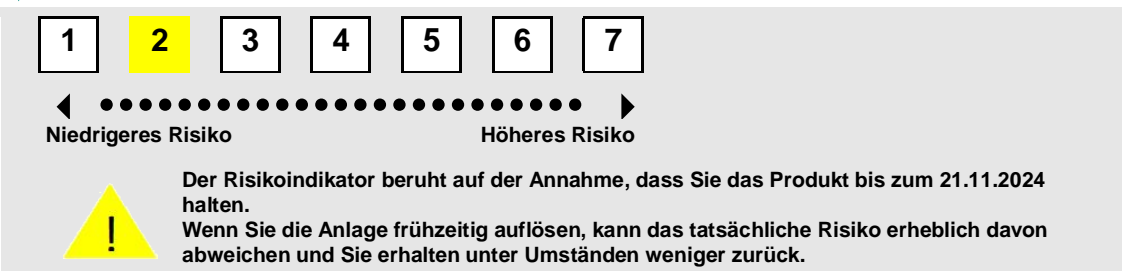 1 2 3 4 5 6 7
Niedrigeres Risiko Höheres Risiko
Der Risikoindikator beruht auf der Annahme, dass Sie das Produkt bis zum 21.11.2024
halten.
Wenn Sie die Anlage frühzeitig auflösen, kann das tatsächliche Risiko erheblich davon
abweichen und Sie erhalten unter Umständen weniger zurück.
!